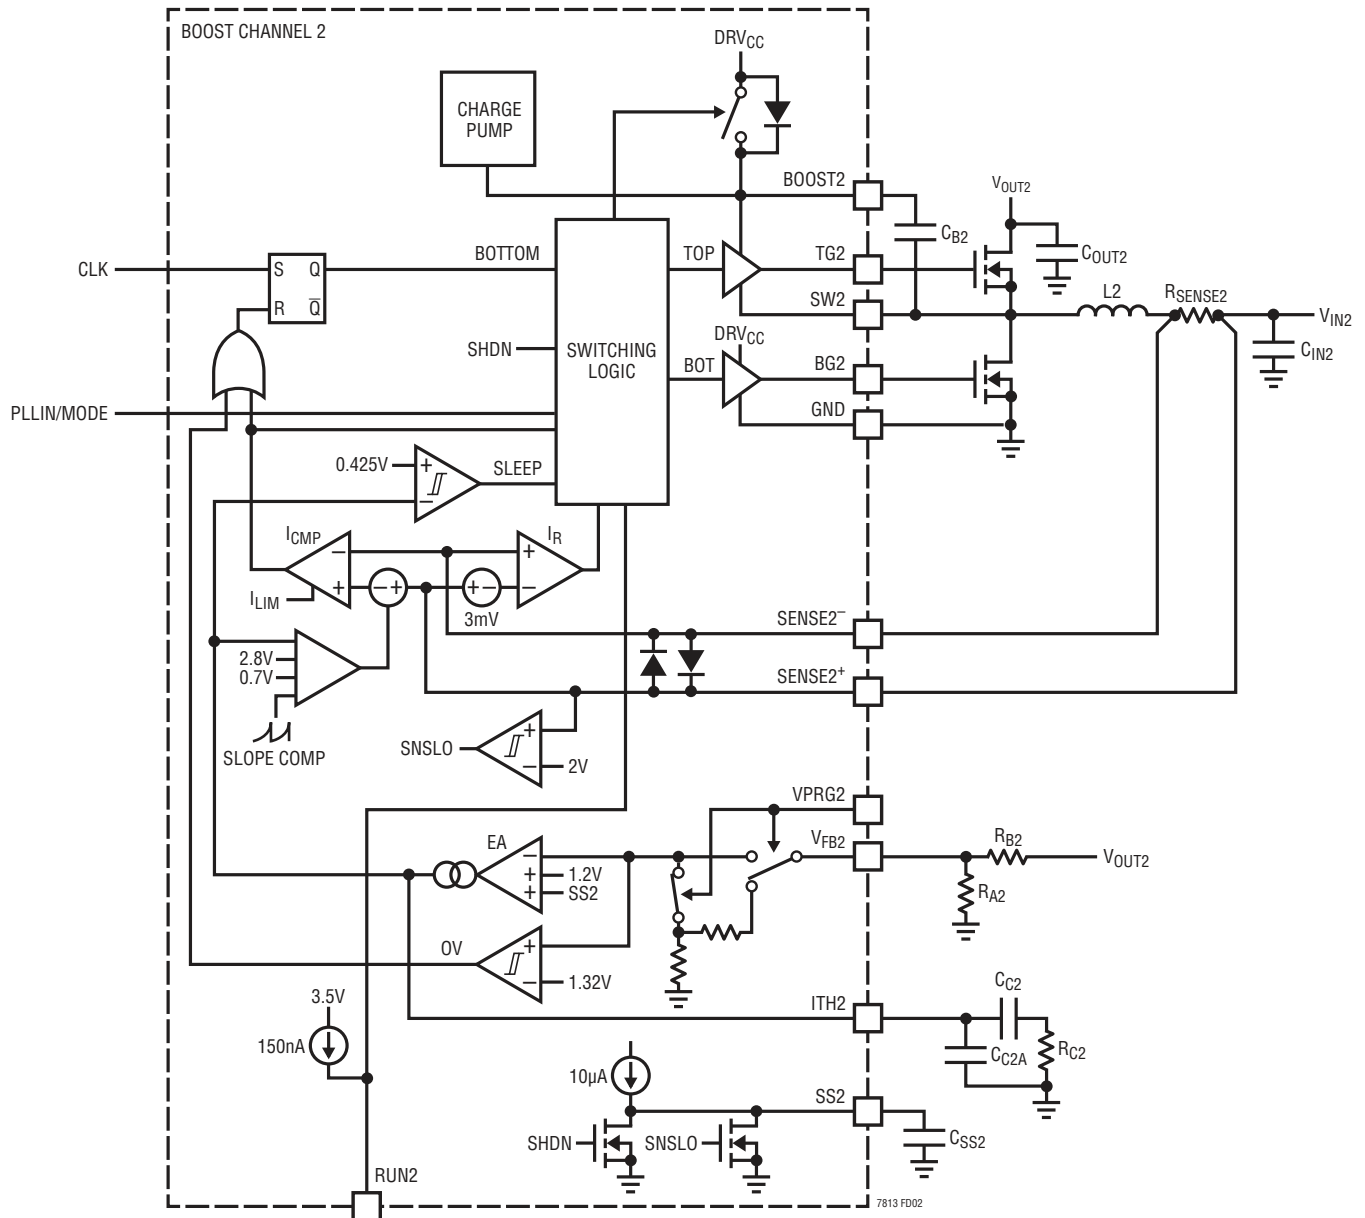 BOOST CHANNEL 2
DRVCC
CHARGE
PUMP
BOOST2
VOUT2
CB2
BOTTOM
TOP
TG2
COUT2
CLK
S Q
R Q̅
SW2
L2
RSENSE2
VIN2
CIN2
SHDN
SWITCHING
LOGIC
DRVCC
BOT
BG2
GND
PLLIN/MODE
0.425V
+
−
SLEEP
ICMP
−
+
ILIM
− +
+ −
3mV
IR
+
−
SENSE2−
2.8V
0.7V
SENSE2+
SLOPE COMP
SNSLO
+
−
2V
VPRG2
VFB2
EA
−
+
+
1.2V
SS2
RB2
VOUT2
RA2
OV
+
−
1.32V
3.5V
150nA
ITH2
CC2
CC2A
RC2
10µA
SS2
SHDN
SNSLO
CSS2
RUN2
7813 FD02